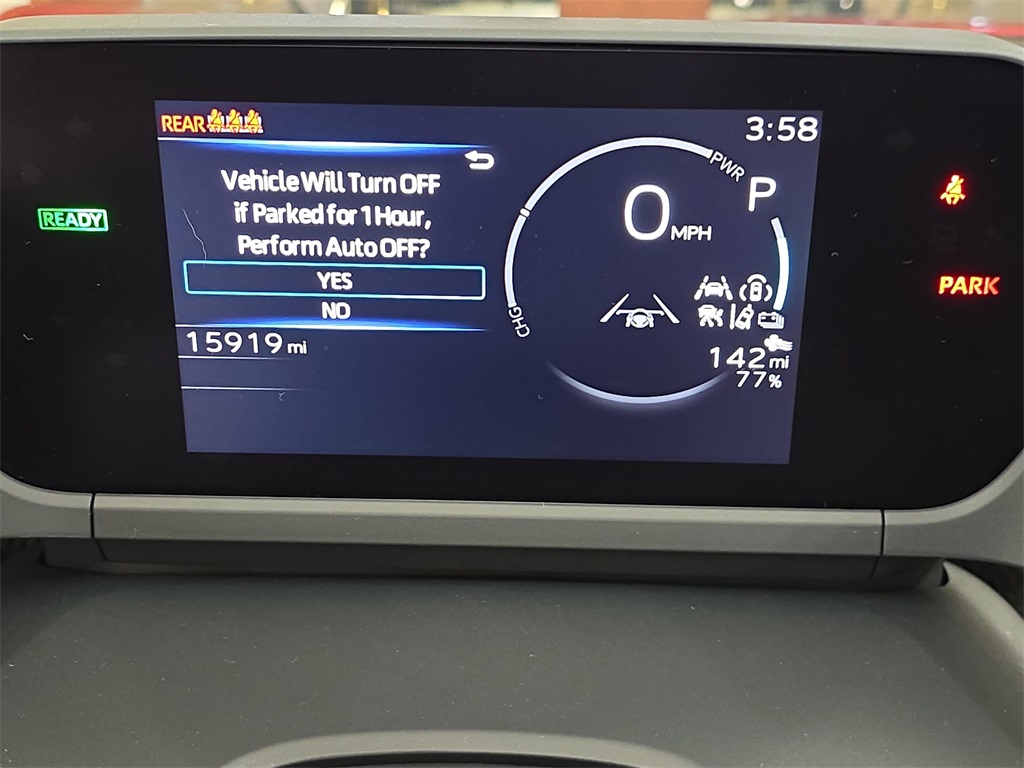 REAR
3:58
Vehicle Will Turn OFF
if Parked for 1 Hour,
Perform Auto OFF?
YES
NO
15919 mi
READY
PWR
P
0 MPH
CHG
142 mi
77%
PARK